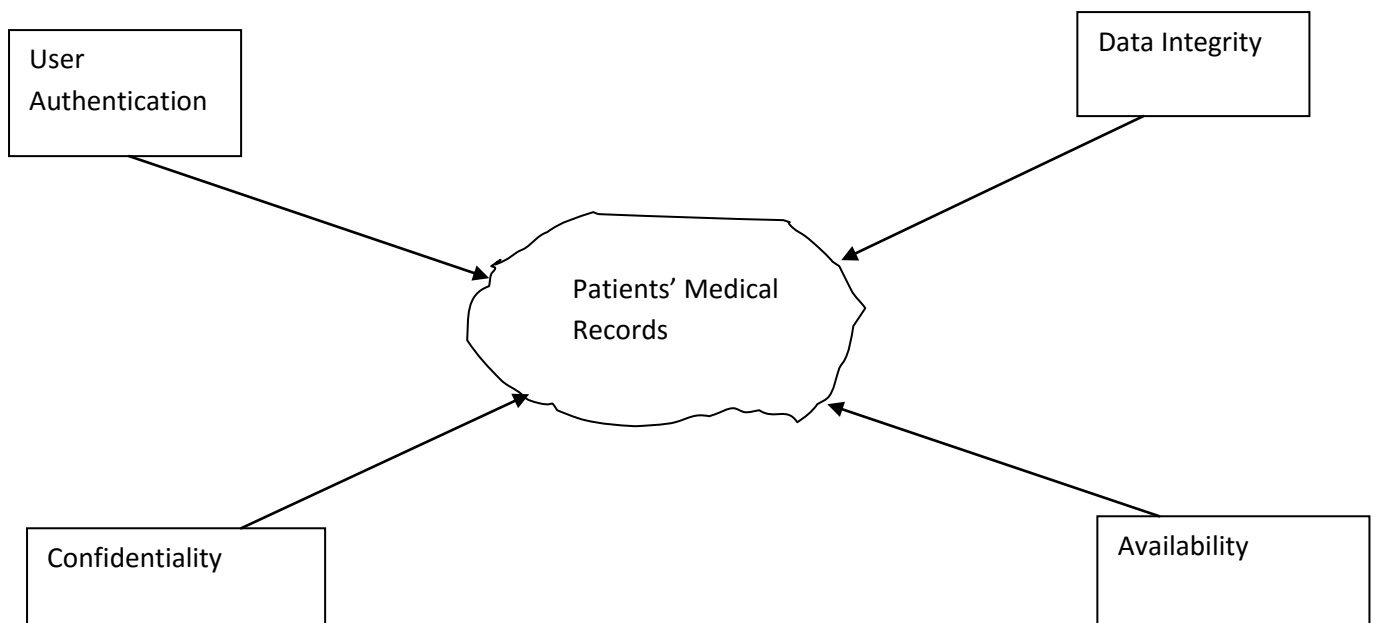 User
Authentication
Data Integrity
Patients’ Medical
Records
Confidentiality
Availability